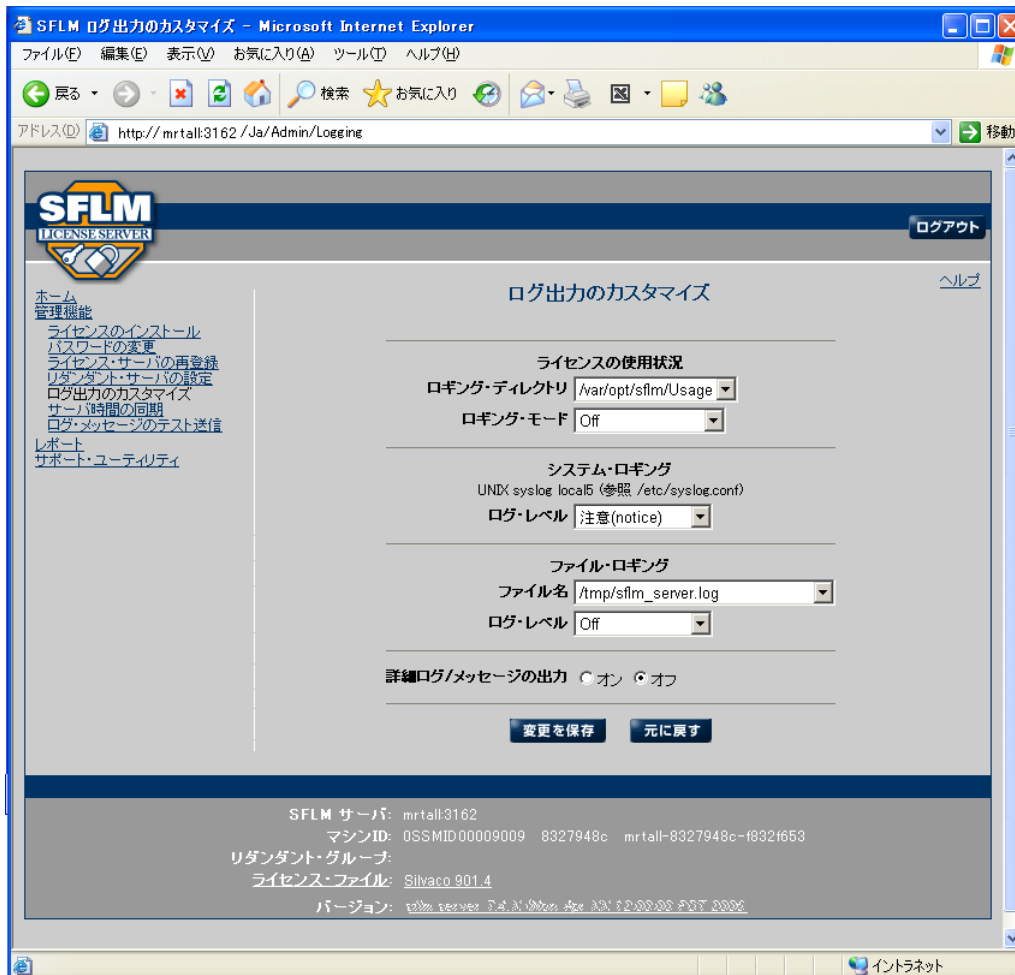 SFLM ログ出力のカスタマイズ - Microsoft Internet Explorer
ファイル(F) 編集(E) 表示(V) お気に入り(A) ツール(T) ヘルプ(H)
戻る 検索 お気に入り
アドレス(D) http://mrtall:3162/Ja/Admin/Logging 移動
SFLM
LICENSE SERVER
ログアウト
ヘルプ
ホーム
管理機能
ライセンスのインストール
パスワードの変更
ライセンス・サーバの再登録
リダンダント・サーバの設定
ログ出力のカスタマイズ
サーバ時間の同期
ログ・メッセージのテスト送信
レポート
サポート・ユーティリティ
ログ出力のカスタマイズ
ライセンスの使用状況
ロギング・ディレクトリ /var/opt/sflm/Usage
ロギング・モード Off
システム・ロギング
UNIX syslog local5 (参照 /etc/syslog.conf)
ログ・レベル 注意(notice)
ファイル・ロギング
ファイル名 /tmp/sflm_server.log
ログ・レベル Off
詳細ログ/メッセージの出力 オン オフ
変更を保存 元に戻す
SFLM サーバ: mrtall:3162
マシンID: 0SSMID00009009 8327948c mrtall-8327948c-f832f653
リダンダント・グループ:
ライセンス・ファイル: Silvaco 901.4
バージョン: sflm server
イントラネット